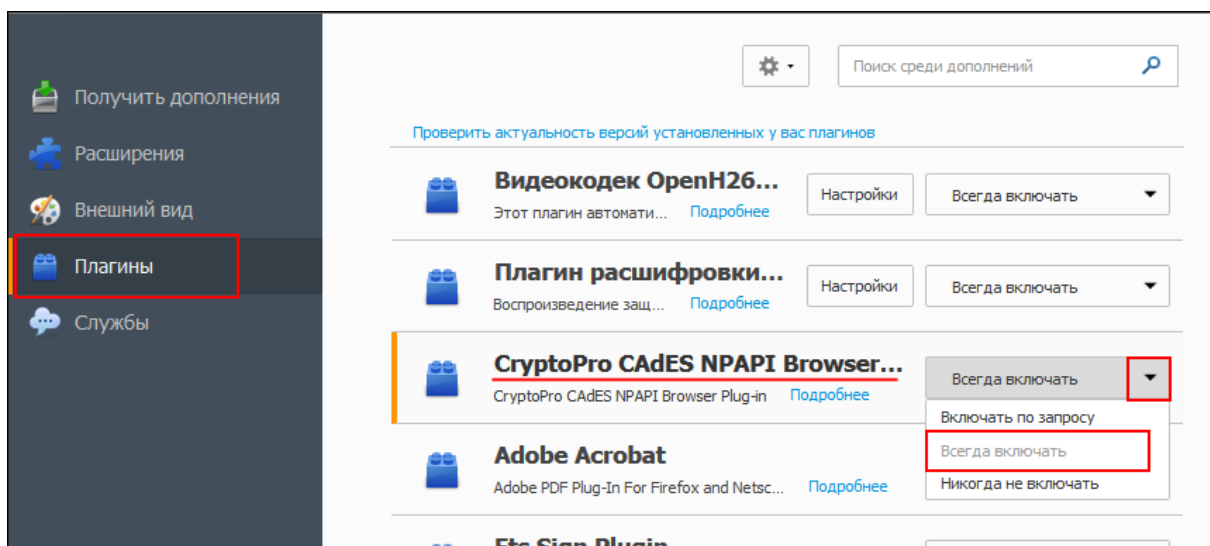 Поиск среди дополнений
Получить дополнения
Расширения
Внешний вид
Плагины
Службы
Проверить актуальность версий установленных у вас плагинов
Видеокодек OpenH26...
Этот плагин автомати... Подробнее
Настройки
Всегда включать
Плагин расшифровки...
Воспроизведение защ... Подробнее
Настройки
Всегда включать
CryptoPro CAdES NPAPI Browser...
CryptoPro CAdES NPAPI Browser Plug-in Подробнее
Всегда включать
Включать по запросу
Всегда включать
Никогда не включать
Adobe Acrobat
Adobe PDF Plug-In For Firefox and Netsc... Подробнее
Fts Sign Plugin